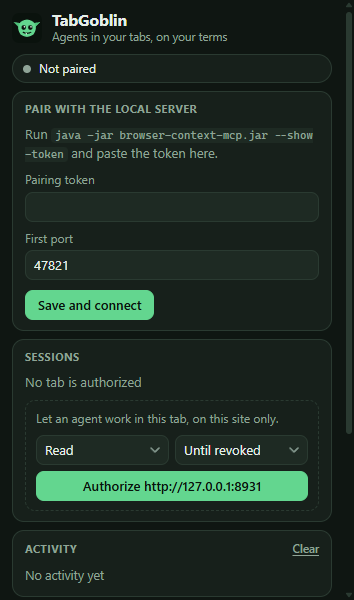 TabGoblin
Agents in your tabs, on your terms
Not paired
PAIR WITH THE LOCAL SERVER
Run java -jar browser-context-mcp.jar --show
-token and paste the token here.
Pairing token
First port
47821
Save and connect
SESSIONS
No tab is authorized
Let an agent work in this tab, on this site only.
Read Until revoked
Authorize http://127.0.0.1:8931
ACTIVITY Clear
No activity yet